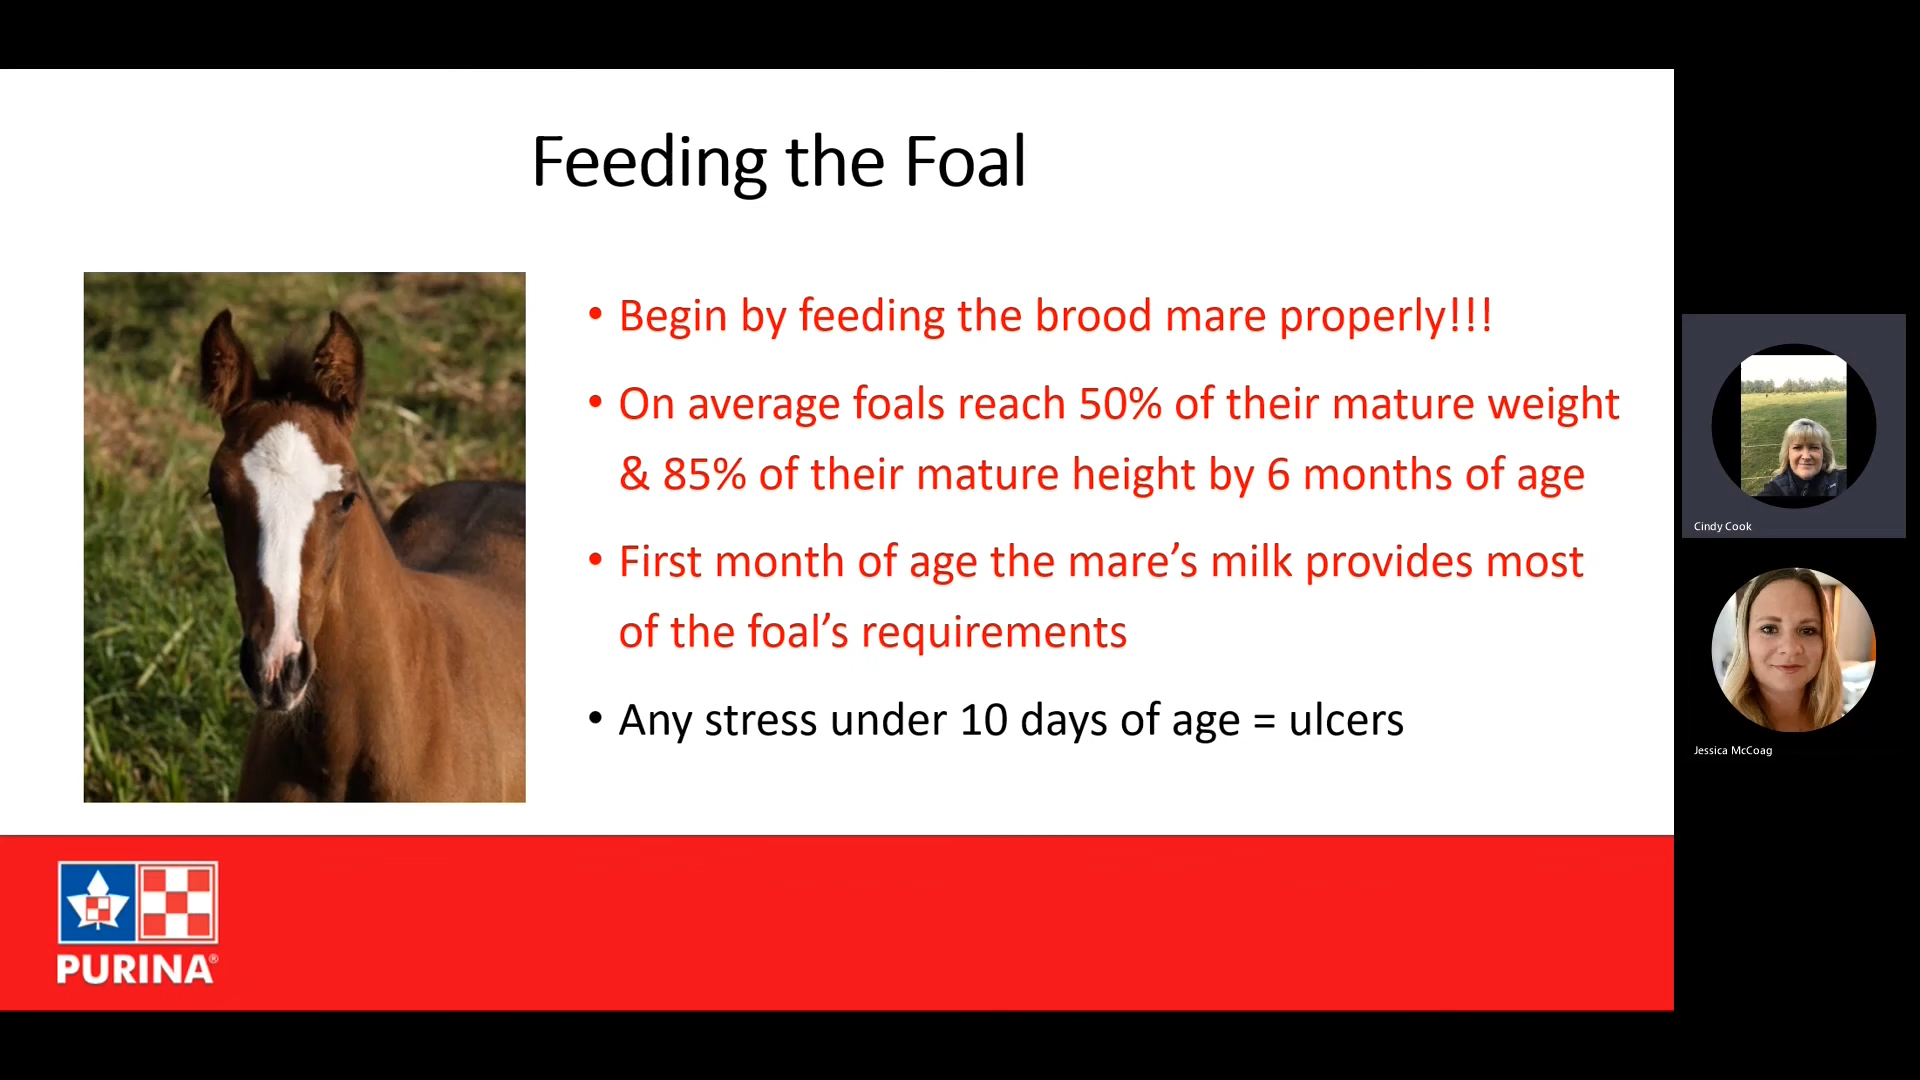 Feeding the Foal
• Begin by feeding the brood mare properly!!!
• On average foals reach 50% of their mature weight
& 85% of their mature height by 6 months of age
• First month of age the mare’s milk provides most
of the foal’s requirements
• Any stress under 10 days of age = ulcers
PURINA®
Cindy Cook
Jessica McCoag